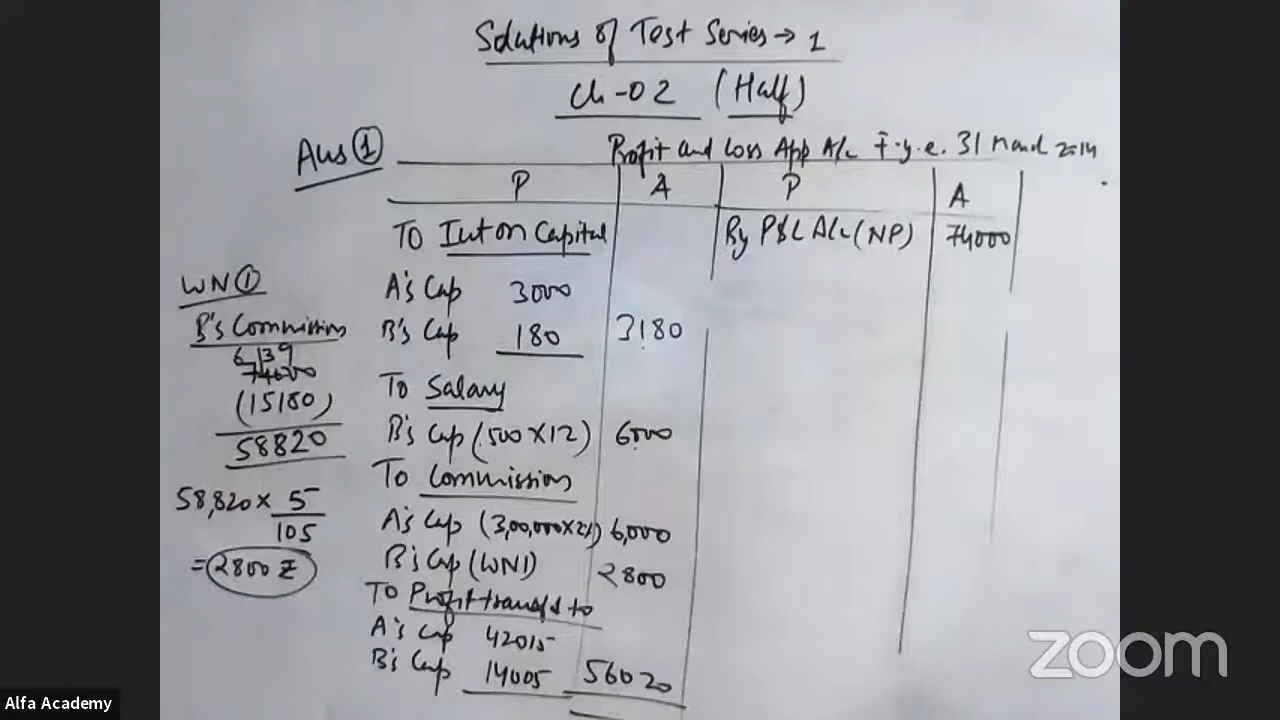 Solutions of Test Series → 1
Ch-02 (Half)
Ans ① Profit and Loss App A/c F.y.e. 31 March 2014
P A P A
To Int on Capital By P&L A/c (NP) 74000
A's Cap 3000
B's Cap 180 3180
To Salary
B's Cap (500 X 12) 6000
To Commission
A's Cap (3,00,000 x 2%) 6,000
B's Cap (WN1) 2800
To Profit transfd to
A's Cap 42015
B's Cap 14005 56020
WN ①
B's Commission
6 13 9
74000
(15180)
58820
58,820 x 5
105
= 2800 Z
zoom
Alfa Academy